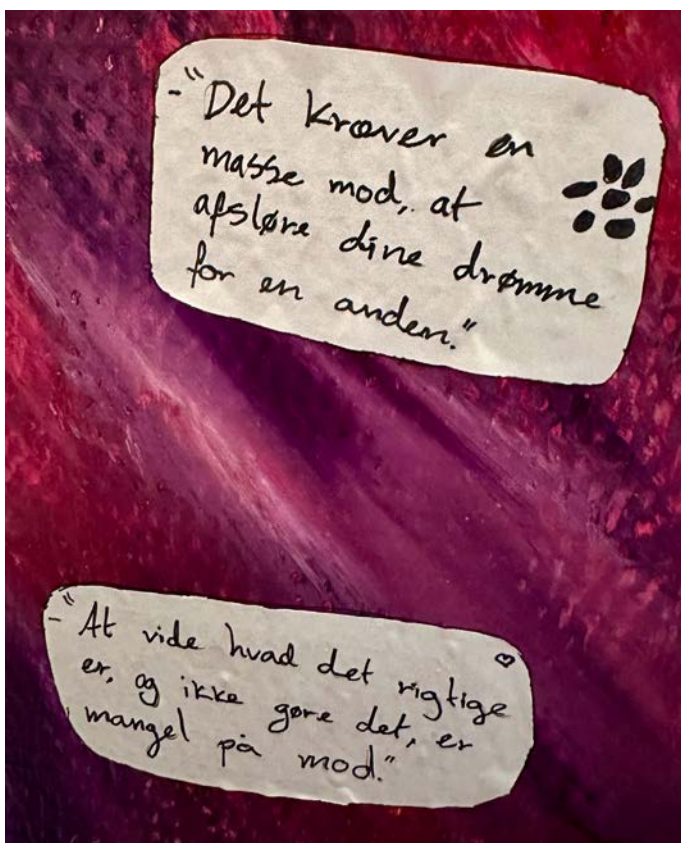 -"Det kræver en
masse mod, at
afsløre dine drømme
for en anden."
-"At vide hvad det rigtige
er, og ikke gøre det, er
mangel på mod."